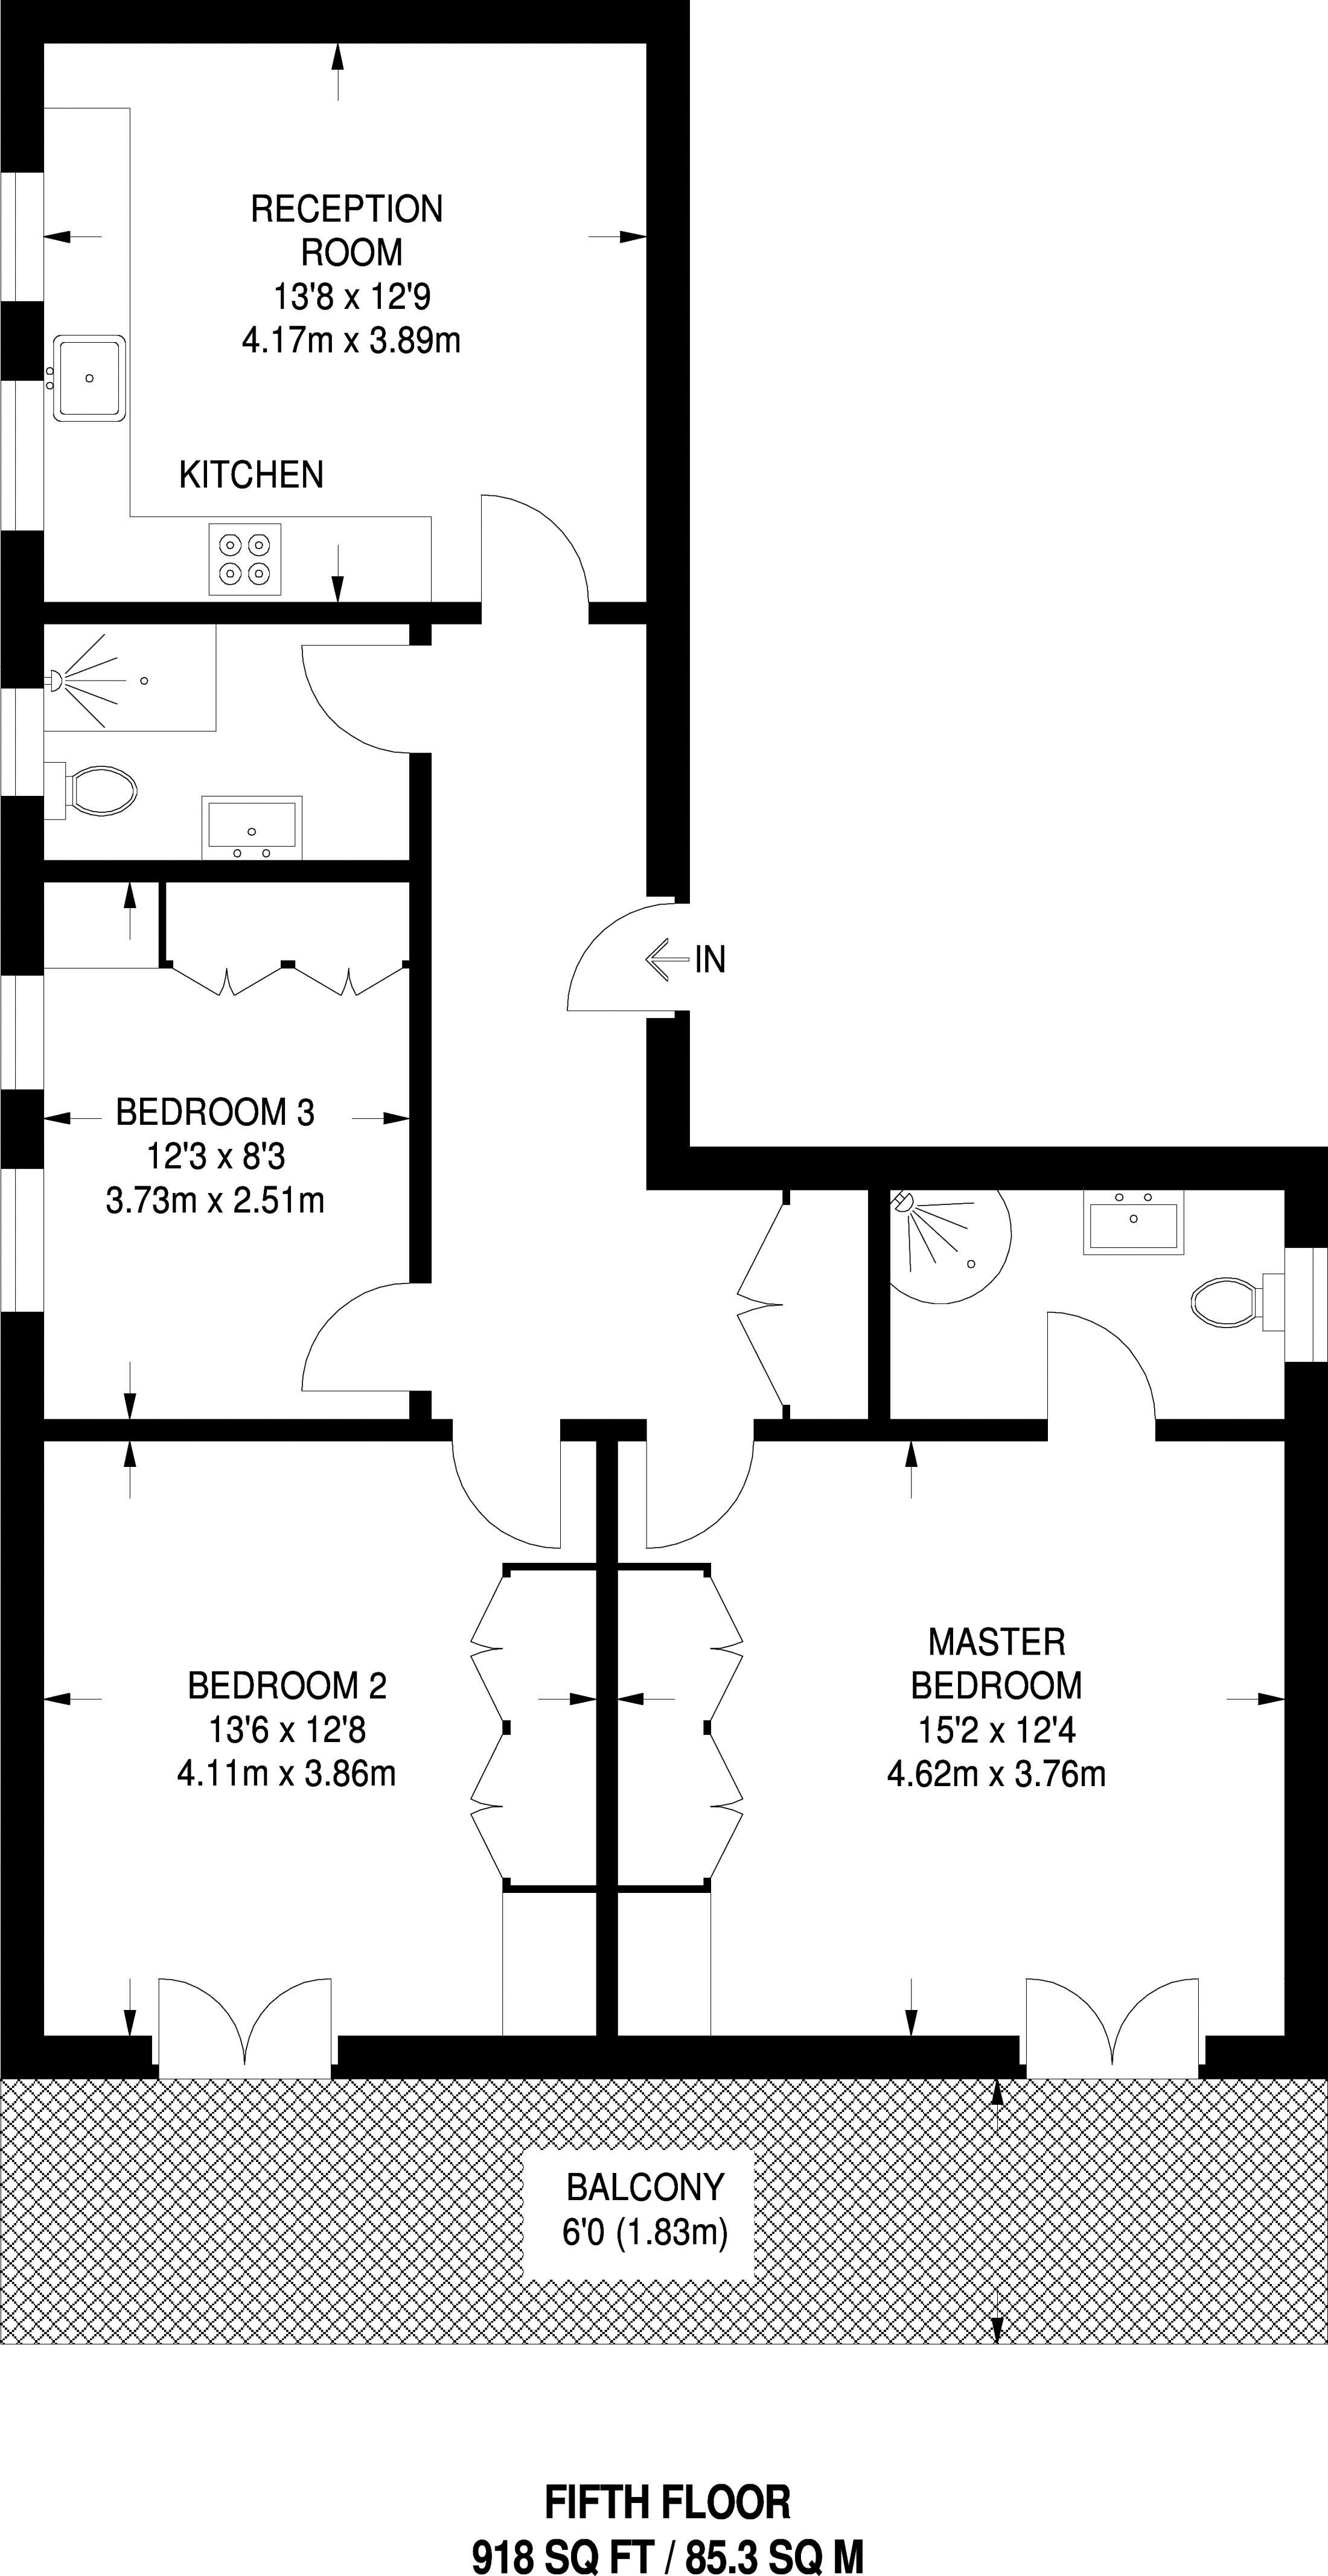 RECEPTION
ROOM
13'8 x 12'9
4.17m x 3.89m
KITCHEN
IN
BEDROOM 3
12'3 x 8'3
3.73m x 2.51m
BEDROOM 2
13'6 x 12'8
4.11m x 3.86m
MASTER
BEDROOM
15'2 x 12'4
4.62m x 3.76m
BALCONY
6'0 (1.83m)
FIFTH FLOOR
918 SQ FT / 85.3 SQ M